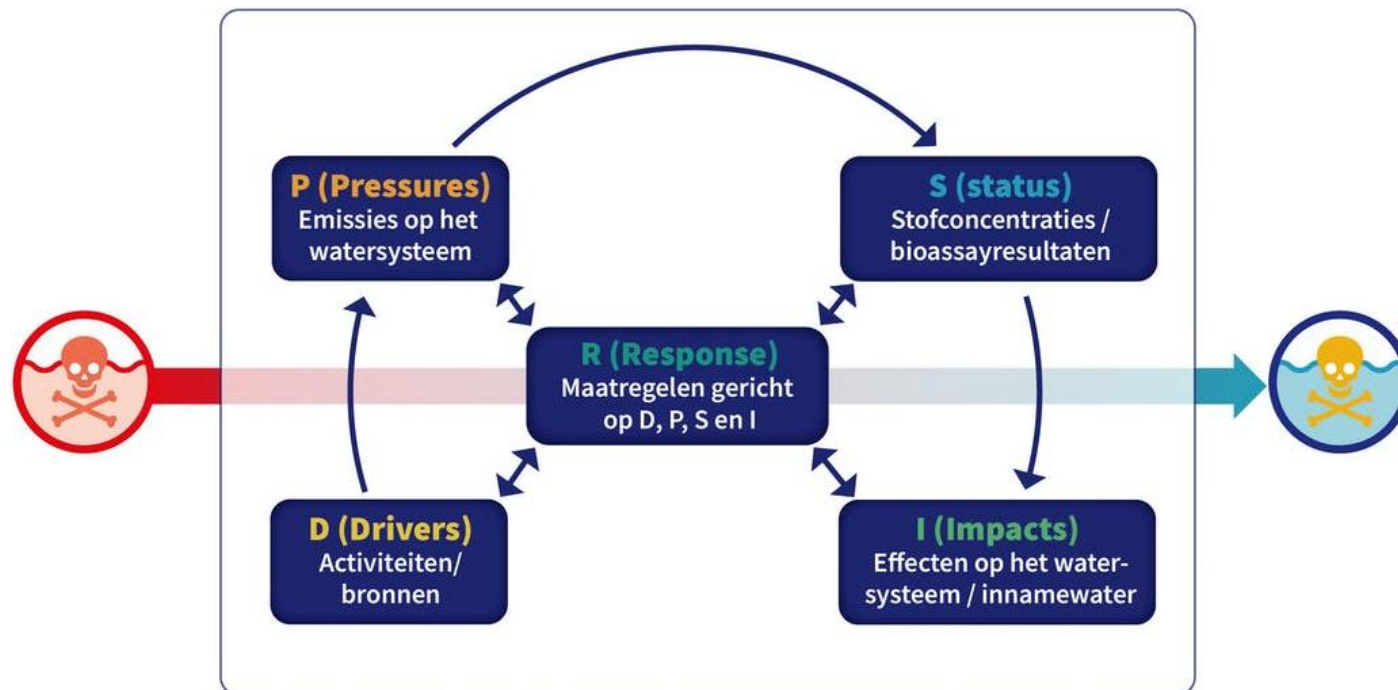 P (Pressures)
Emissies op het
watersysteem
S (status)
Stofconcentraties /
bioassayresultaten
R (Response)
Maatregelen gericht
op D, P, S en I
D (Drivers)
Activiteiten/
bronnen
I (Impacts)
Effecten op het water-
systeem / innamewater